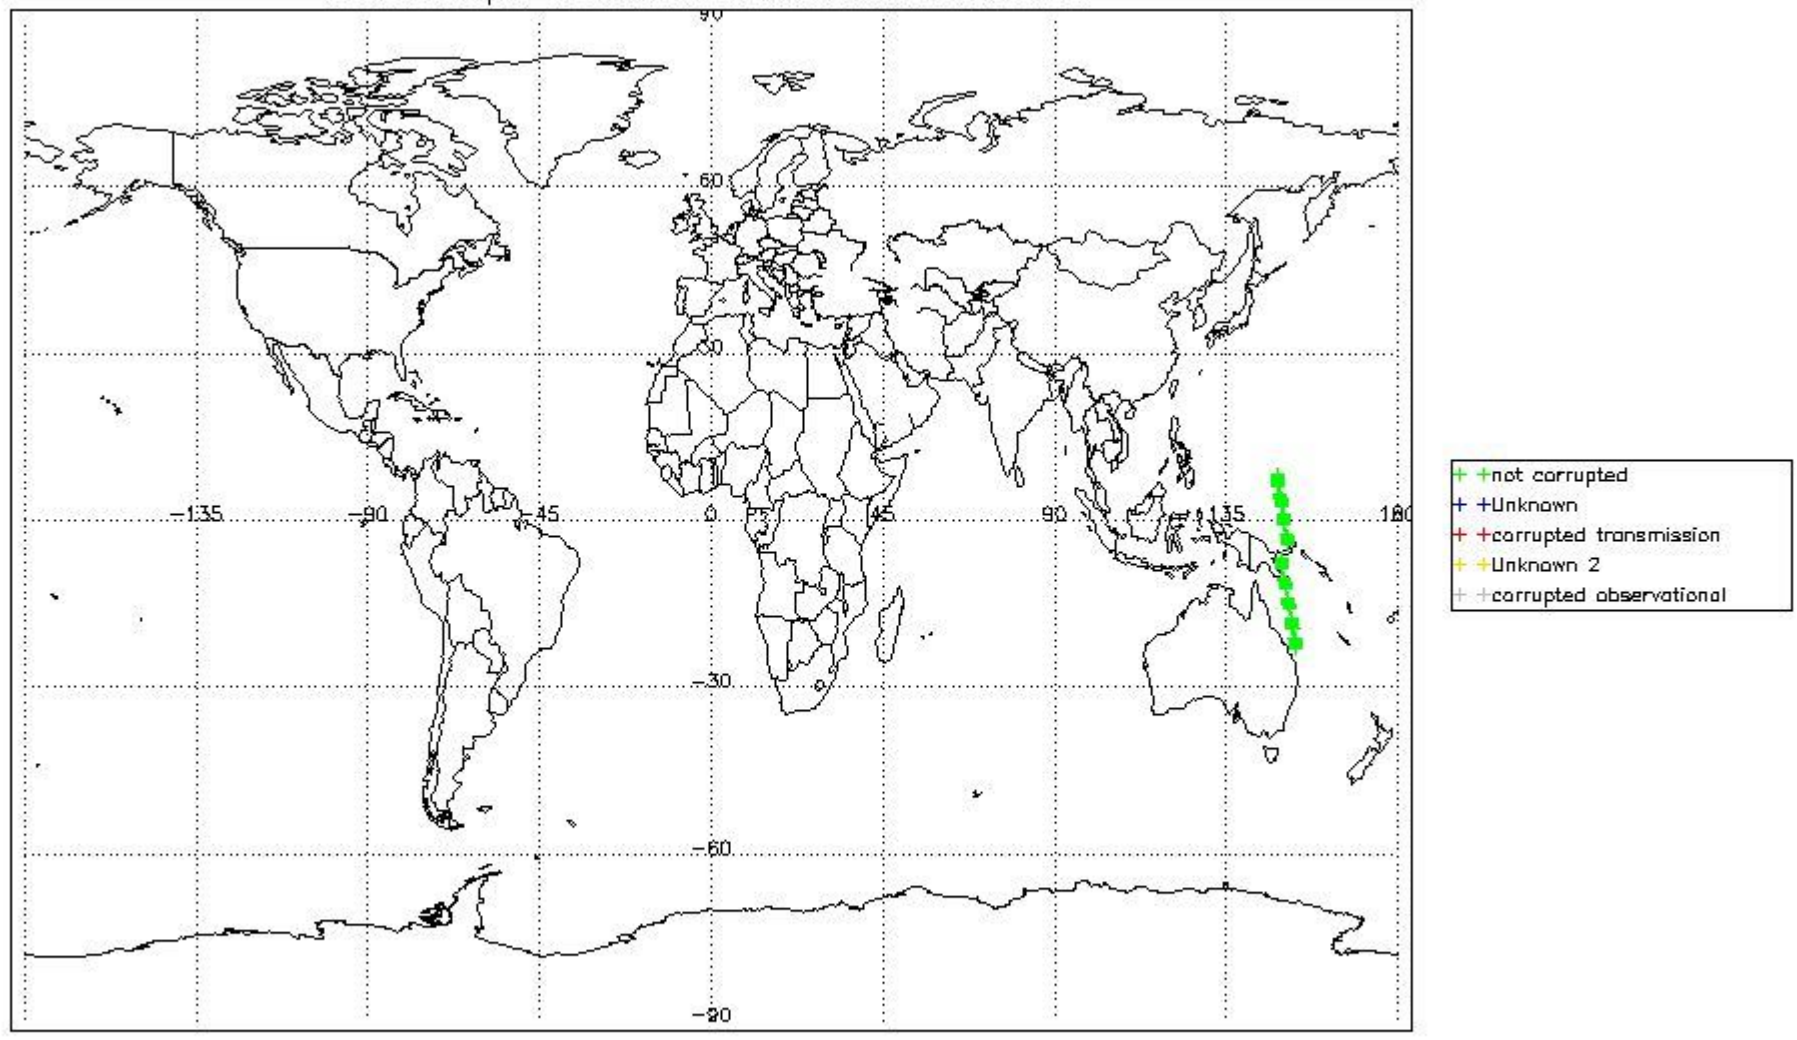 90
60
30
-135 -90 -45 0 45 90 135 180
-30
-60
-90
not corrupted
Unknown
corrupted transmission
Unknown 2
corrupted observational